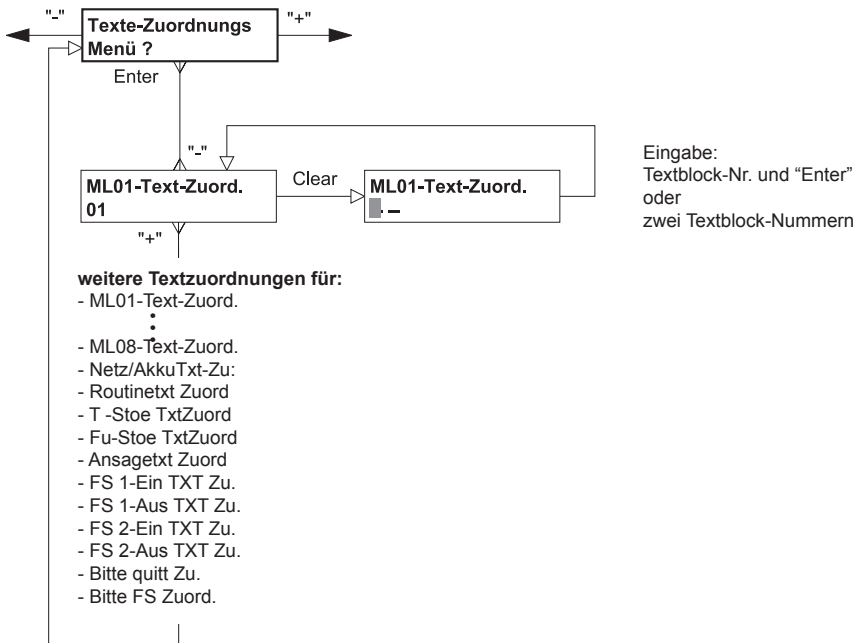 "-"
Texte-Zuordnungs
Menü ?
"+"
Enter
"-"
ML01-Text-Zuord.
01
Clear
ML01-Text-Zuord.
Eingabe:
Textblock-Nr. und “Enter”
oder
zwei Textblock-Nummern
"+"
weitere Textzuordnungen für:
- ML01-Text-Zuord.
- ML08-Text-Zuord.
- Netz/AkkuTxt-Zu:
- Routinetxt Zuord
- T -Stoe TxtZuord
- Fu-Stoe TxtZuord
- Ansagetxt Zuord
- FS 1-Ein TXT Zu.
- FS 1-Aus TXT Zu.
- FS 2-Ein TXT Zu.
- FS 2-Aus TXT Zu.
- Bitte quitt Zu.
- Bitte FS Zuord.